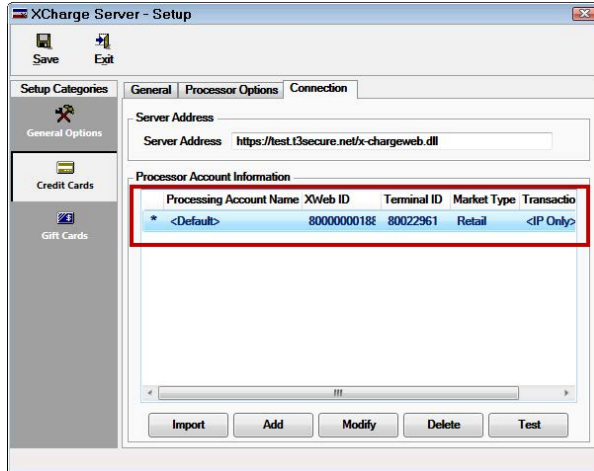 XCharge Server - Setup
Save Exit
Setup Categories
General Options
Credit Cards
Gift Cards
General Processor Options Connection
Server Address
Server Address https://test.t3secure.net/x-chargeweb.dll
Processor Account Information
Processing Account Name XWeb ID Terminal ID Market Type Transactio
* <Default>80000000188 80022961 Retail <IP Only>
Import Add Modify Delete Test